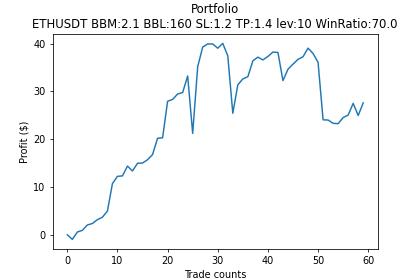 Portfolio
ETHUSDT BBM:2.1 BBL:160 SL:1.2 TP:1.4 lev:10 WinRatio:70.0
40
30
20
10
0
Profit ($)
0 10 20 30 40 50 60
Trade counts